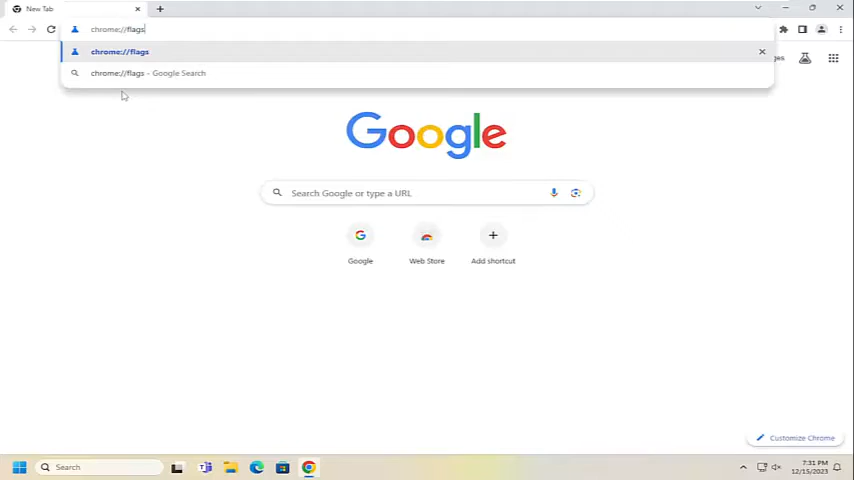 New Tab
chrome://flags
chrome://flags
chrome://flags - Google Search
ges
Google
Search Google or type a URL
Google
Web Store
Add shortcut
Customize Chrome
Search
7:31 PM
12/15/2023